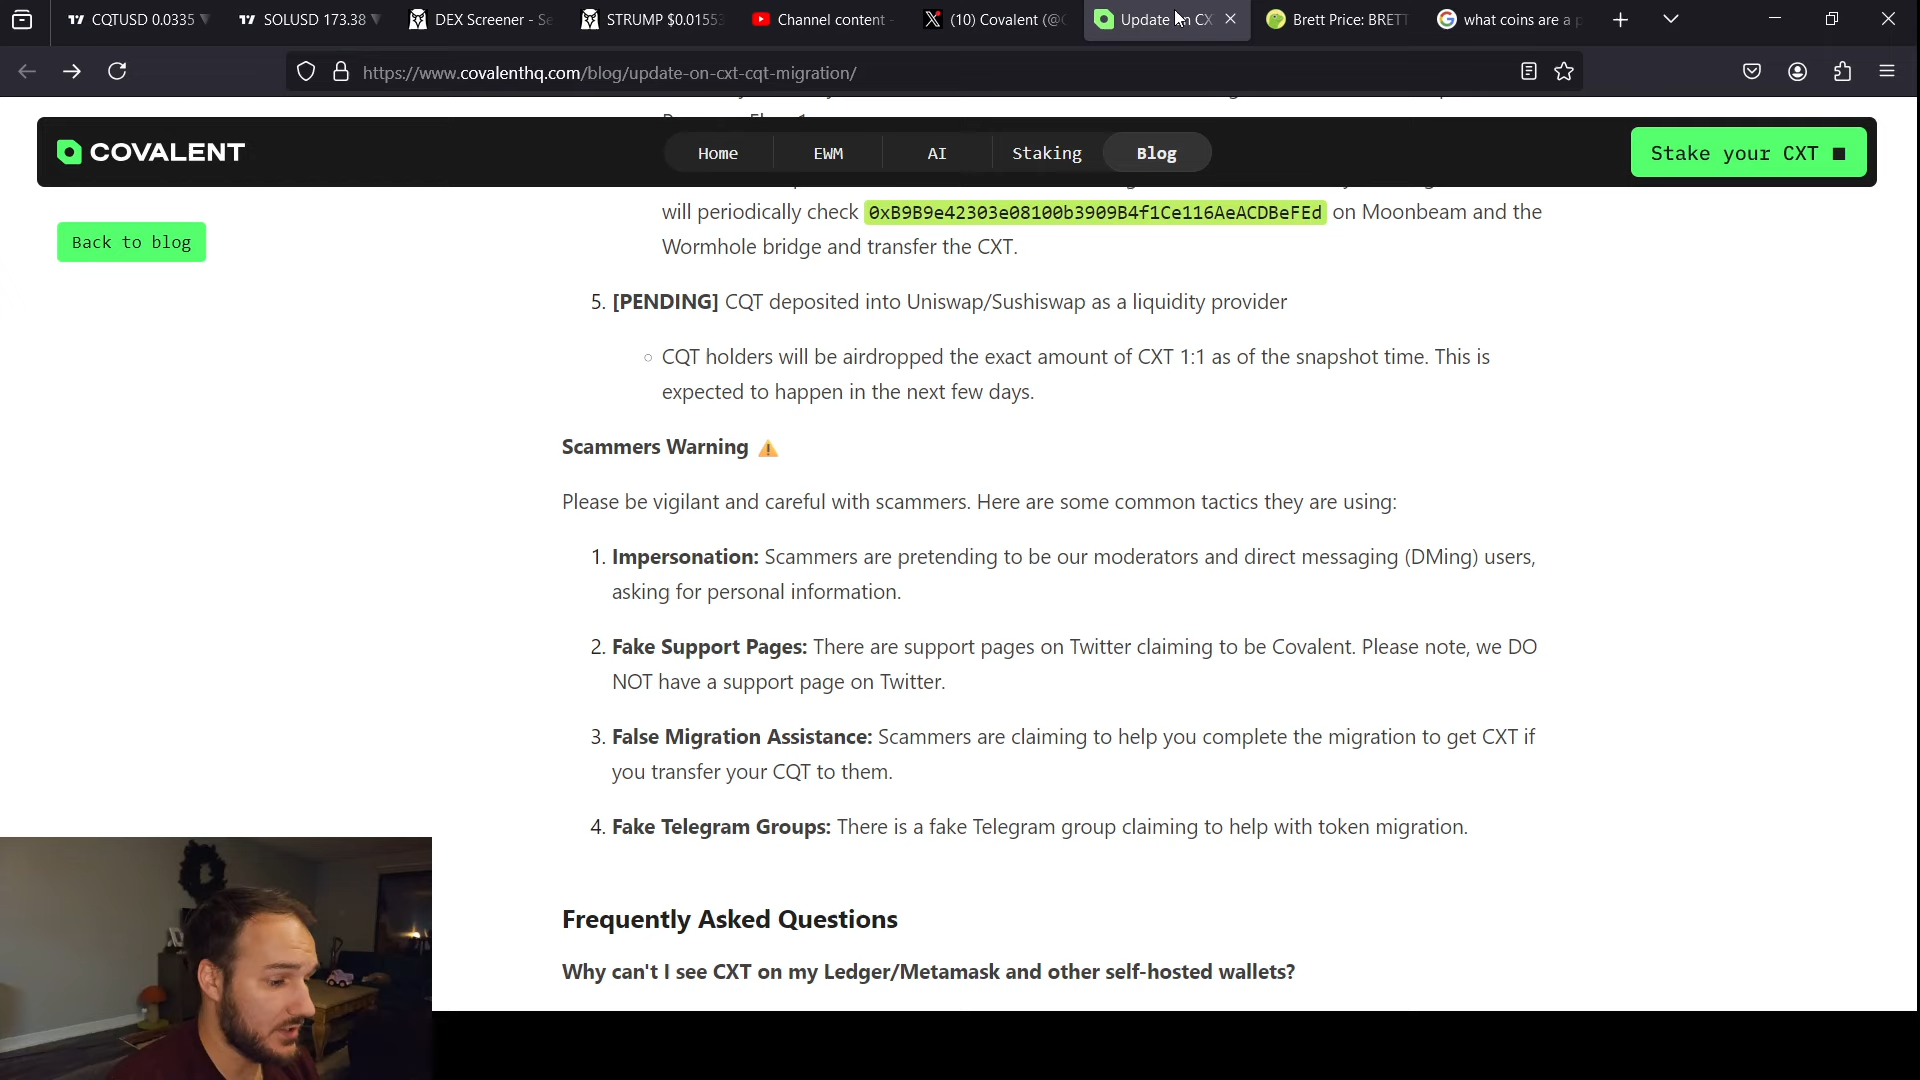 CQTUSD 0.0335
SOLUSD 173.38
DEX Screener - Se
STRUMP $0.01553
Channel content -
(10) Covalent (@C
Update on CX
Brett Price: BRETT
what coins are a p
https://www.covalenthq.com/blog/update-on-cxt-cqt-migration/
COVALENT
Home
EWM
AI
Staking
Blog
Stake your CXT
Back to blog
will periodically check 0xB9B9e42303e08100b3909B4f1Ce116AeACDBeFEd on Moonbeam and the
Wormhole bridge and transfer the CXT.
5. [PENDING] CQT deposited into Uniswap/Sushiswap as a liquidity provider
CQT holders will be airdropped the exact amount of CXT 1:1 as of the snapshot time. This is
expected to happen in the next few days.
Scammers Warning ⚠️
Please be vigilant and careful with scammers. Here are some common tactics they are using:
1. Impersonation: Scammers are pretending to be our moderators and direct messaging (DMing) users,
asking for personal information.
2. Fake Support Pages: There are support pages on Twitter claiming to be Covalent. Please note, we DO
NOT have a support page on Twitter.
3. False Migration Assistance: Scammers are claiming to help you complete the migration to get CXT if
you transfer your CQT to them.
4. Fake Telegram Groups: There is a fake Telegram group claiming to help with token migration.
Frequently Asked Questions
Why can't I see CXT on my Ledger/Metamask and other self-hosted wallets?